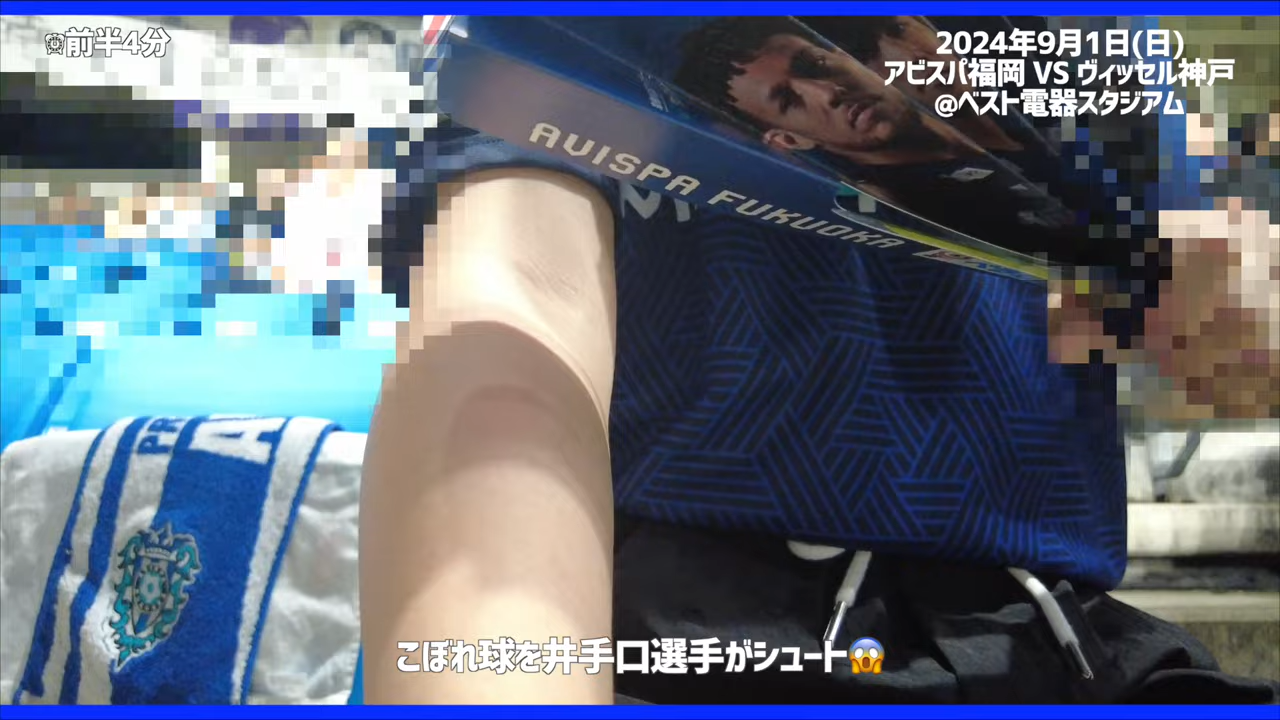 前半4分
2024年9月1日(日)
アビスパ福岡 VS ヴィッセル神戸
@ベスト電器スタジアム
AVISPA FUKUOKA
こぼれ球を井手口選手がシュート😱